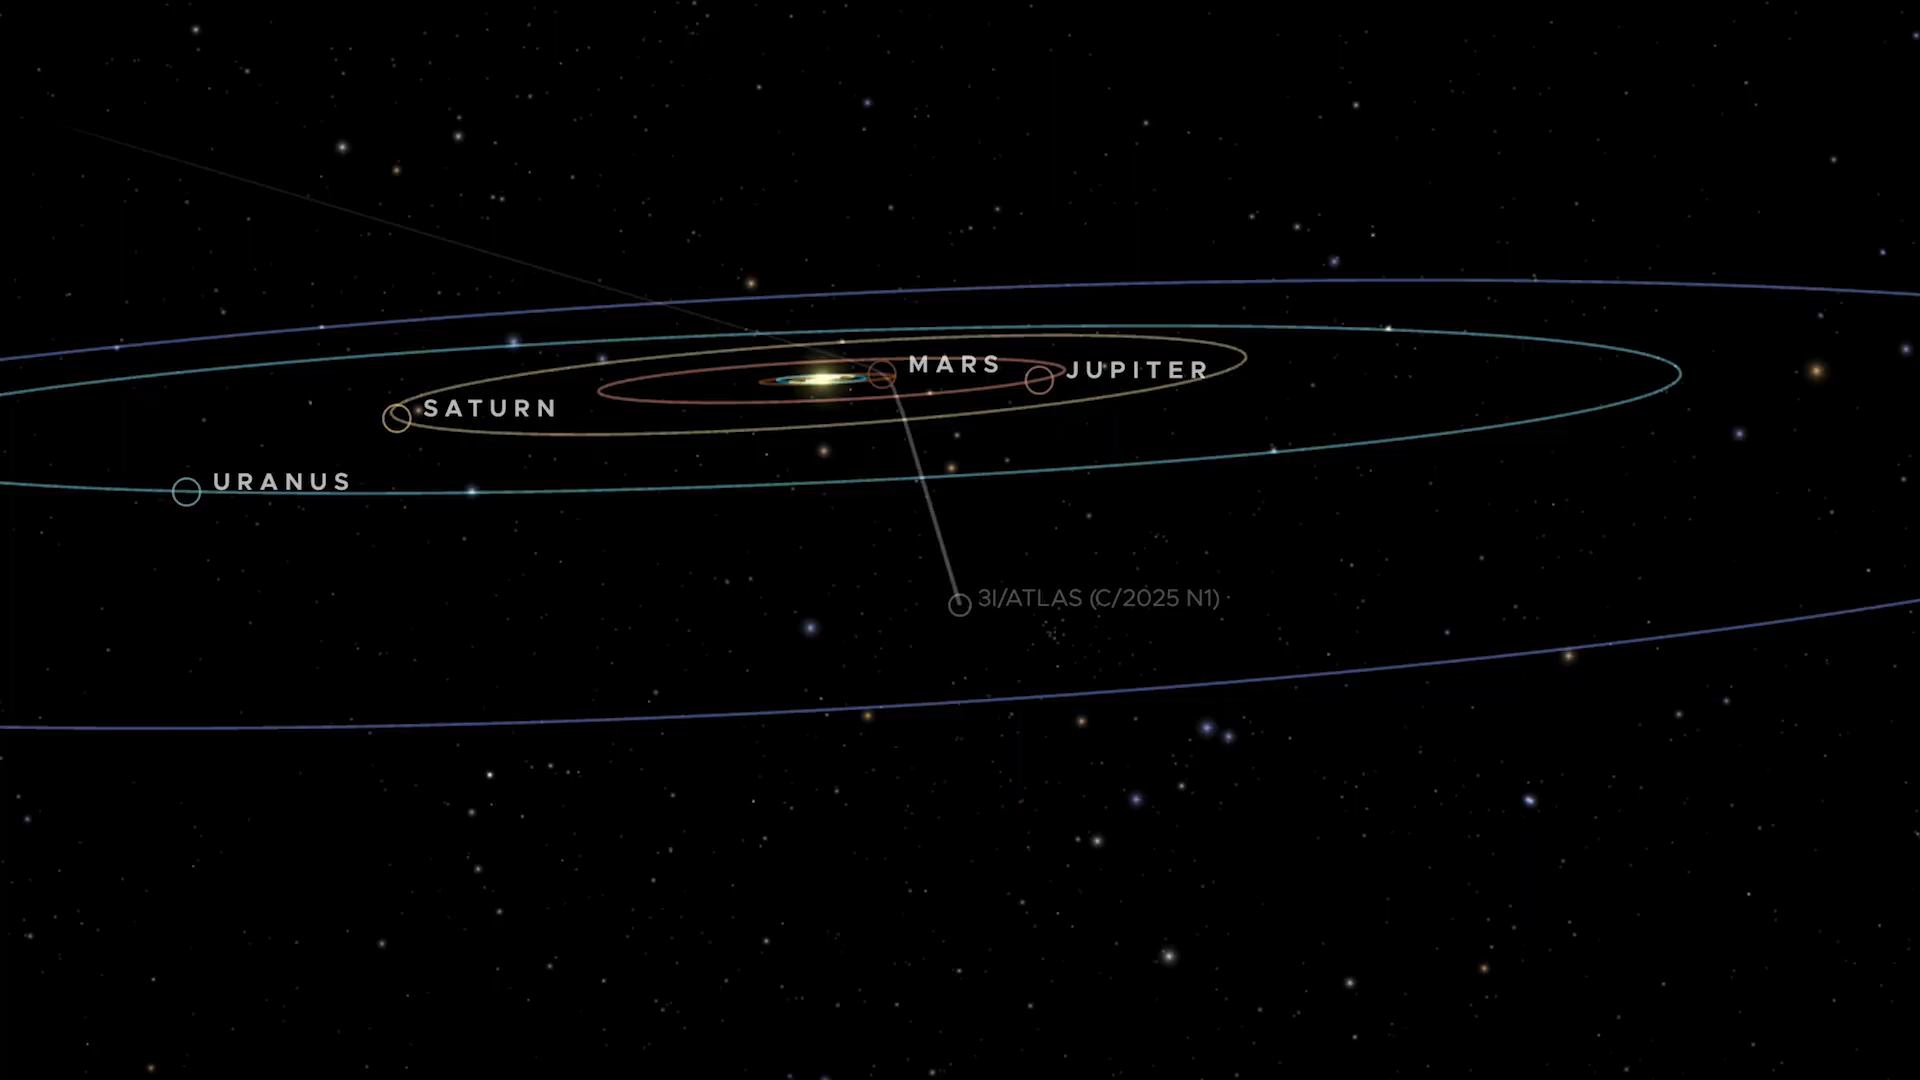 MARS
JUPITER
SATURN
URANUS
3I/ATLAS (C/2025 N1)